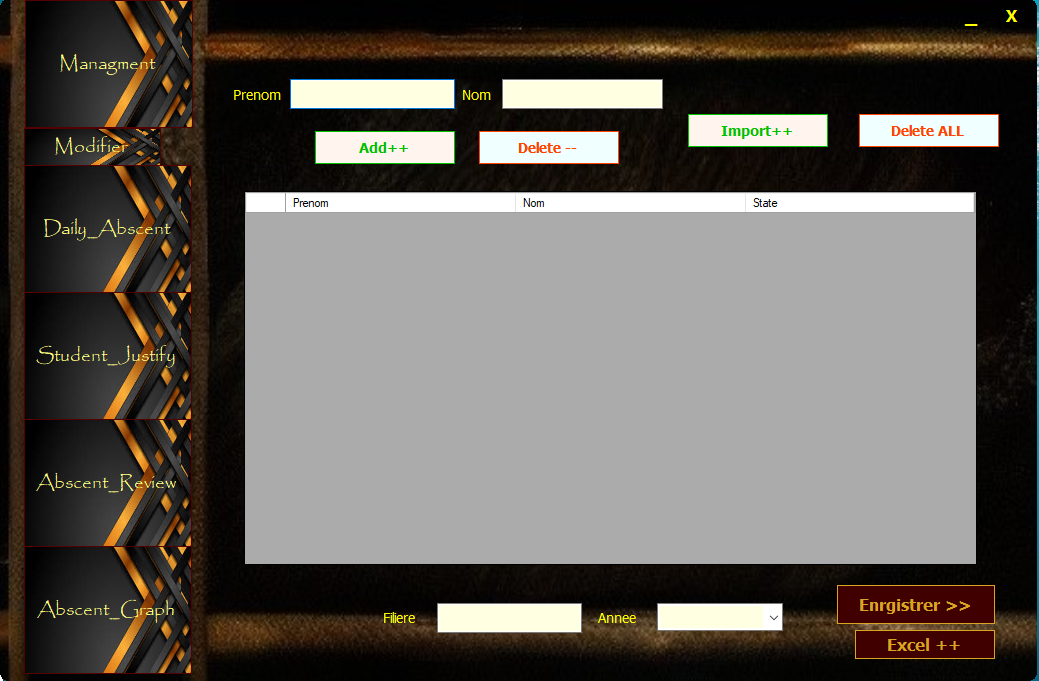 _ X
Managment
Modifier
Daily_Abscent
Student_Justify
Abscent_Review
Abscent_Graph
Prenom Nom
Add++ Delete -- Import++ Delete ALL
Prenom Nom State
Filiere Annee
Enrgistrer >>
Excel ++